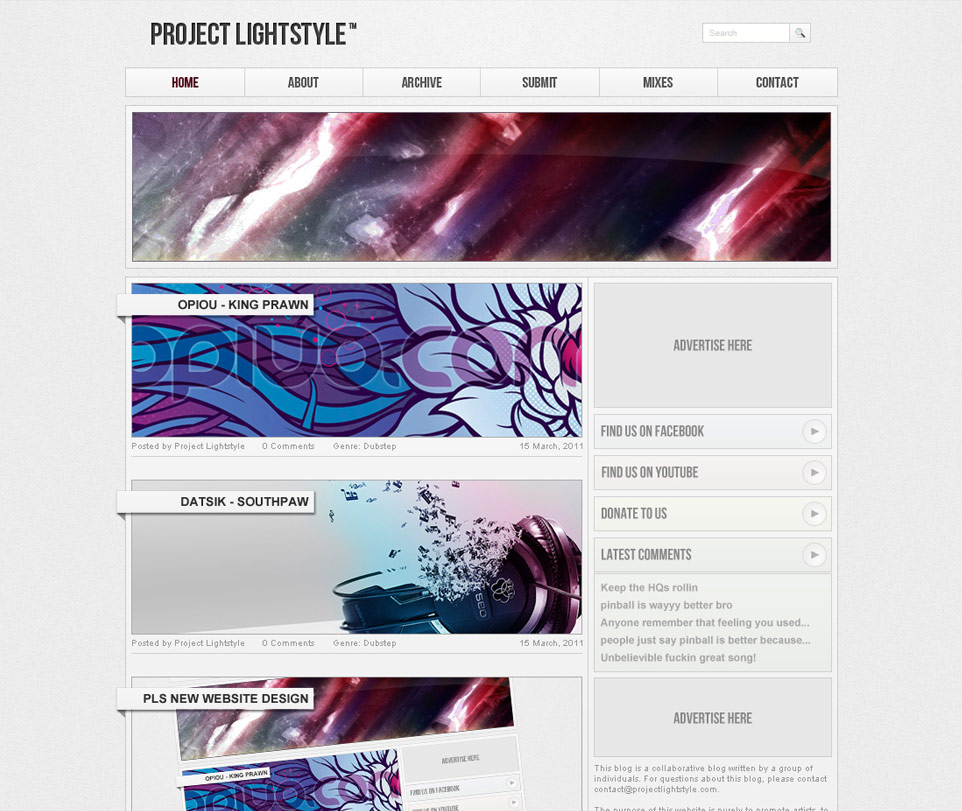 PROJECT LIGHTSTYLE™
Search
HOME
ABOUT
ARCHIVE
SUBMIT
MIXES
CONTACT
OPIOU - KING PRAWN
opiuo.com
Posted by Project Lightstyle
0 Comments
Genre: Dubstep
15 March, 2011
DATSIK - SOUTHPAW
Posted by Project Lightstyle
0 Comments
Genre: Dubstep
15 March, 2011
PLS NEW WEBSITE DESIGN
OPIOU - KING PRAWN
ADVERTISE HERE
FIND US ON FACEBOOK
FIND US ON YOUTUBE
ADVERTISE HERE
FIND US ON FACEBOOK
FIND US ON YOUTUBE
DONATE TO US
LATEST COMMENTS
Keep the HQs rollin
pinball is wayyy better bro
Anyone remember that feeling you used...
people just say pinball is better because...
Unbelievible fuckin great song!
ADVERTISE HERE
This blog is a collaborative blog written by a group of
individuals. For questions about this blog, please contact
contact@projectlightstyle.com.
The purpose of this website is purely to promote artists, to